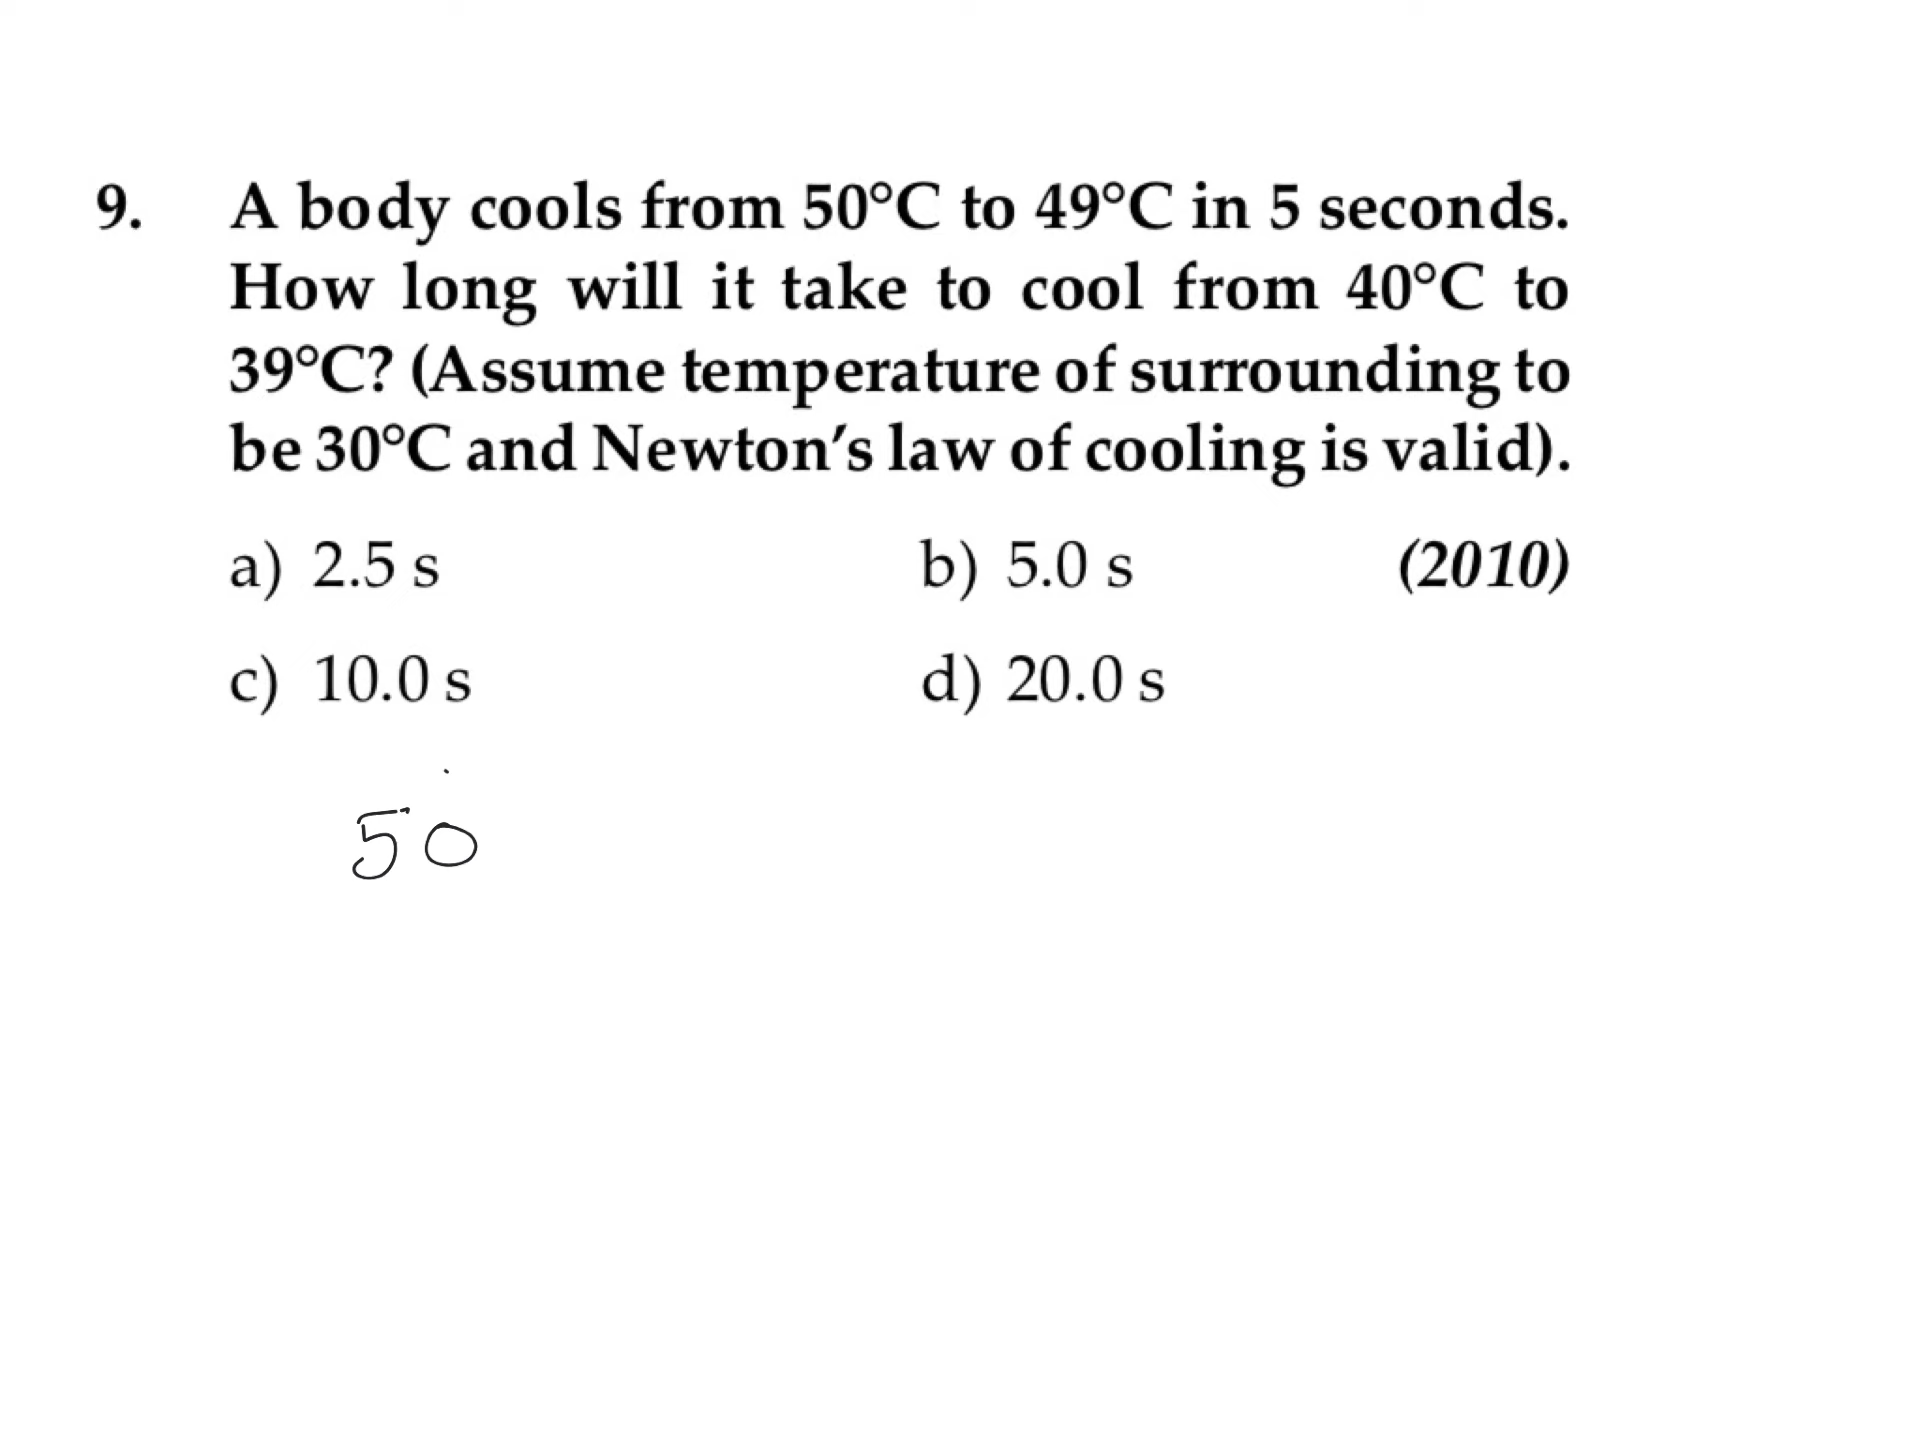 9. A body cools from 50°C to 49°C in 5 seconds.
How long will it take to cool from 40°C to
39°C? (Assume temperature of surrounding to
be 30°C and Newton's law of cooling is valid).
a) 2.5 s b) 5.0 s (2010)
c) 10.0 s d) 20.0 s
50